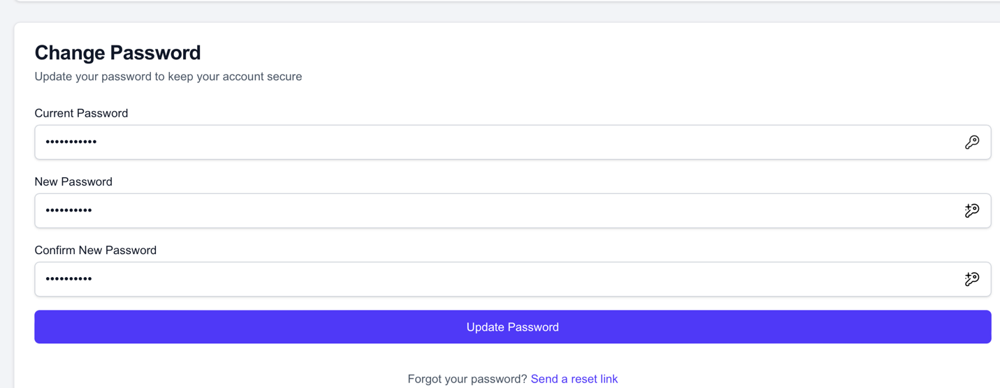 Change Password
Update your password to keep your account secure
Current Password
•••••••••••
New Password
••••••••••
Confirm New Password
••••••••••
Update Password
Forgot your password? Send a reset link